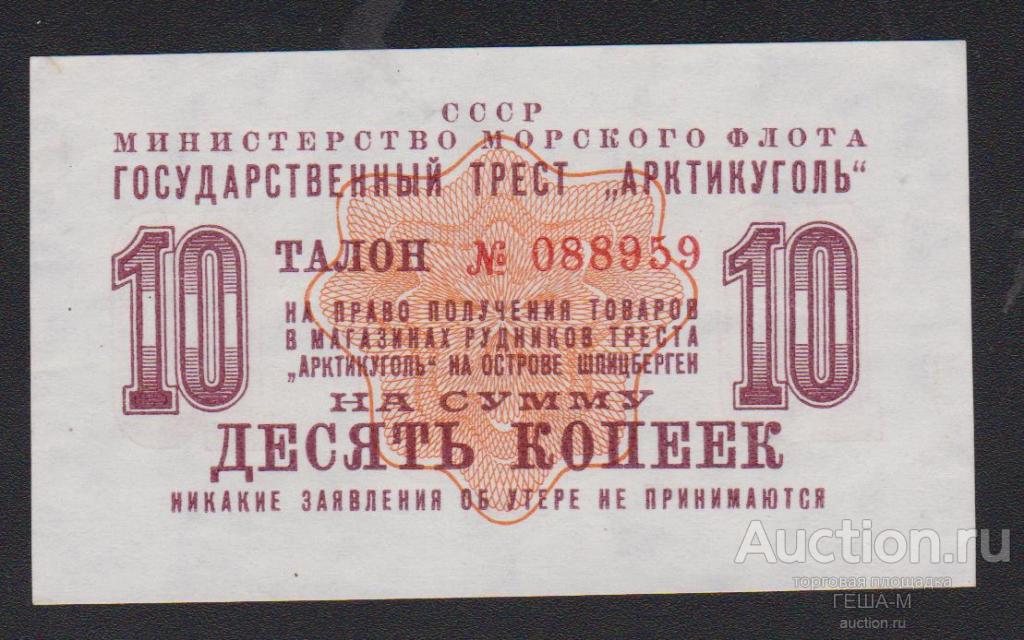 СССР
МИНИСТЕРСТВО МОРСКОГО ФЛОТА
ГОСУДАРСТВЕННЫЙ ТРЕСТ „АРКТИКУГОЛЬ“
10 ТАЛОН № 088959 10
НА ПРАВО ПОЛУЧЕНИЯ ТОВАРОВ
В МАГАЗИНАХ РУДНИКОВ ТРЕСТА
„АРКТИКУГОЛЬ“ НА ОСТРОВЕ ШПИЦБЕРГЕН
НА СУММУ
ДЕСЯТЬ КОПЕЕК
НИКАКИЕ ЗАЯВЛЕНИЯ ОБ УТЕРЕ НЕ ПРИНИМАЮТСЯ
Auction.ru
торговая площадка
ГЕША-М
auction.ru